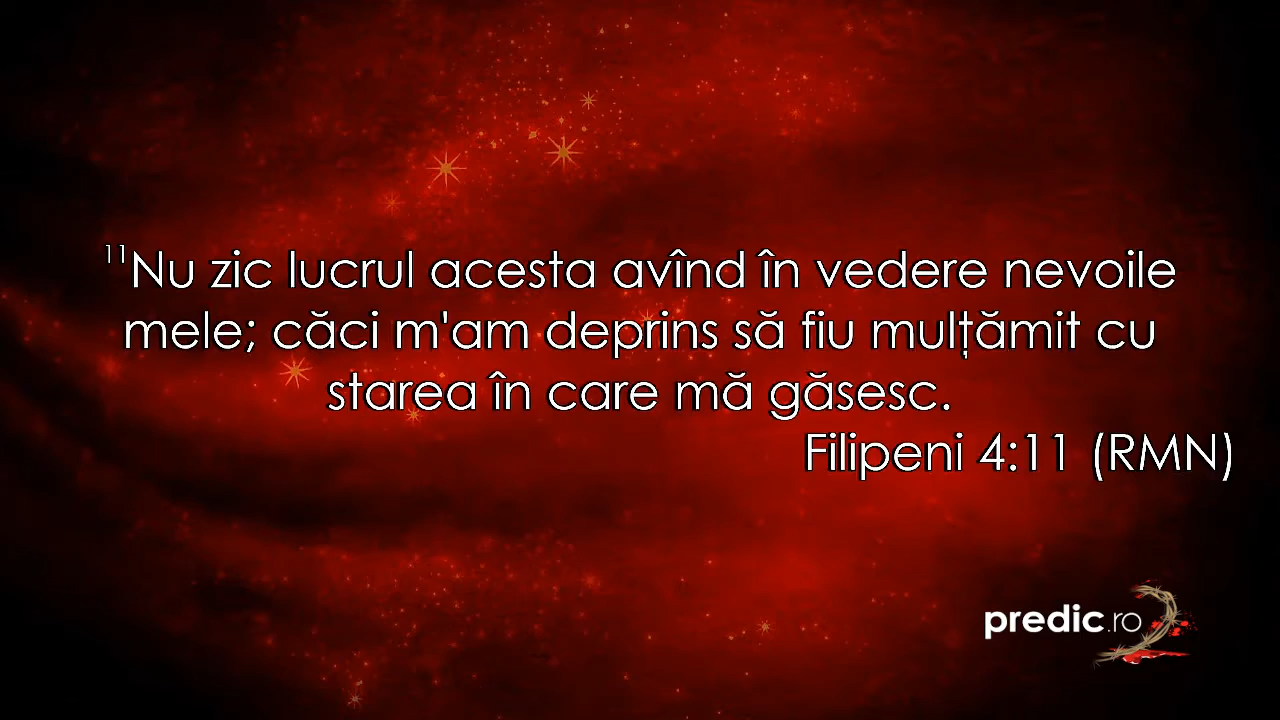 ¹¹Nu zic lucrul acesta avînd în vedere nevoile
mele; căci m'am deprins să fiu mulțămit cu
starea în care mă găsesc.
Filipeni 4:11 (RMN)
predic.ro